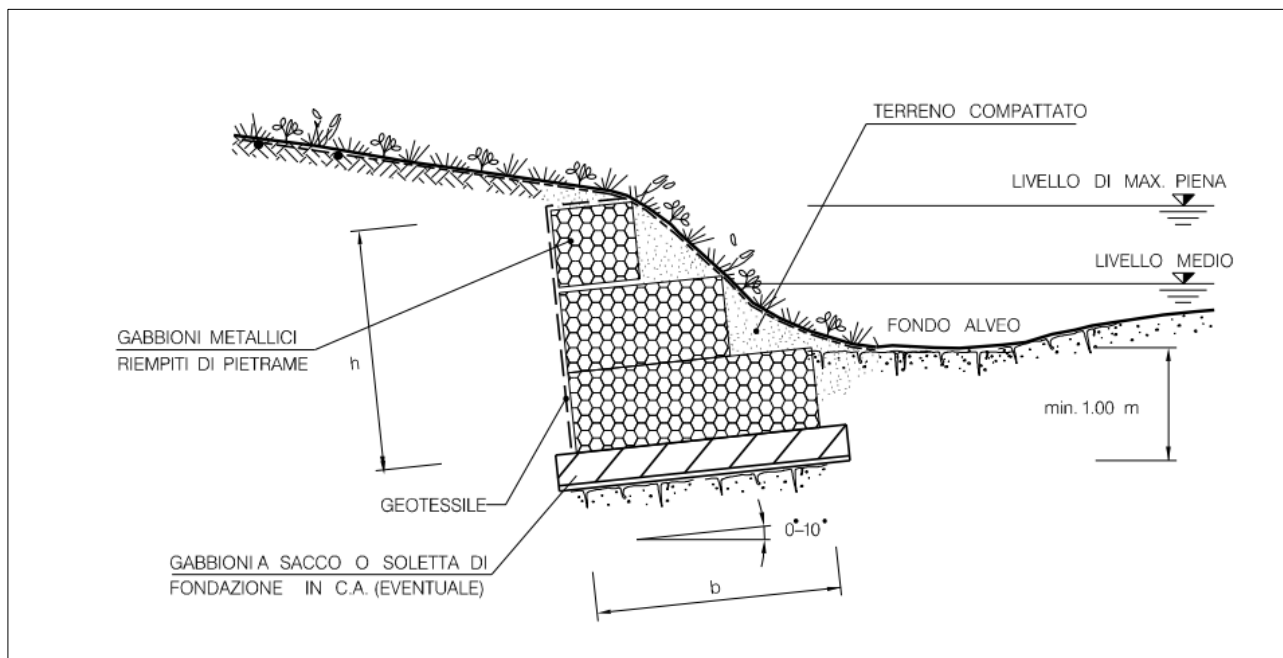 TERRENO COMPATTATO
LIVELLO DI MAX. PIENA
LIVELLO MEDIO
FONDO ALVEO
GABBIONI METALLICI
RIEMPITI DI PIETRAME
h
min. 1.00 m
GEOTESSILE
0°-10°
GABBIONI A SACCO O SOLETTA DI
FONDAZIONE IN C.A. (EVENTUALE)
b